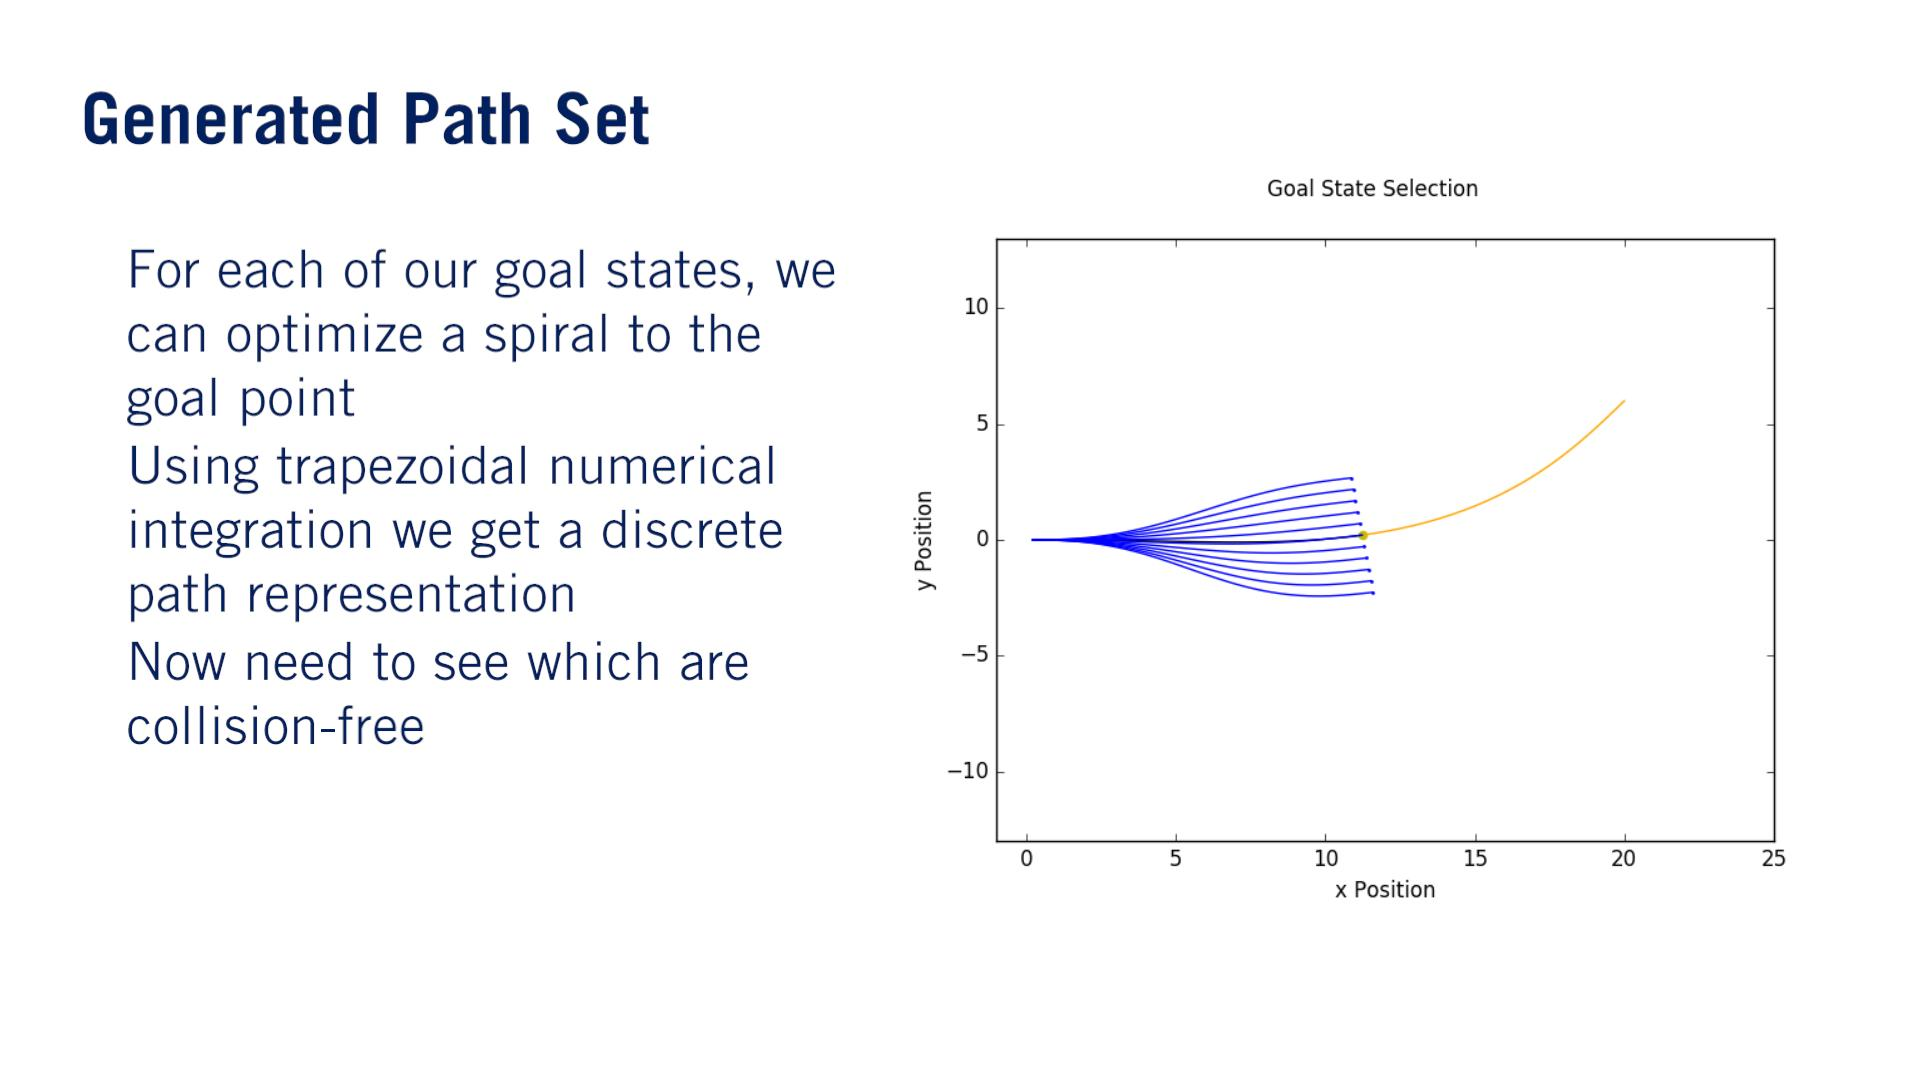 Generated Path Set
For each of our goal states, we
can optimize a spiral to the
goal point
Using trapezoidal numerical
integration we get a discrete
path representation
Now need to see which are
collision-free
Goal State Selection
10
5
0
−5
−10
y Position
0 5 10 15 20 25
x Position